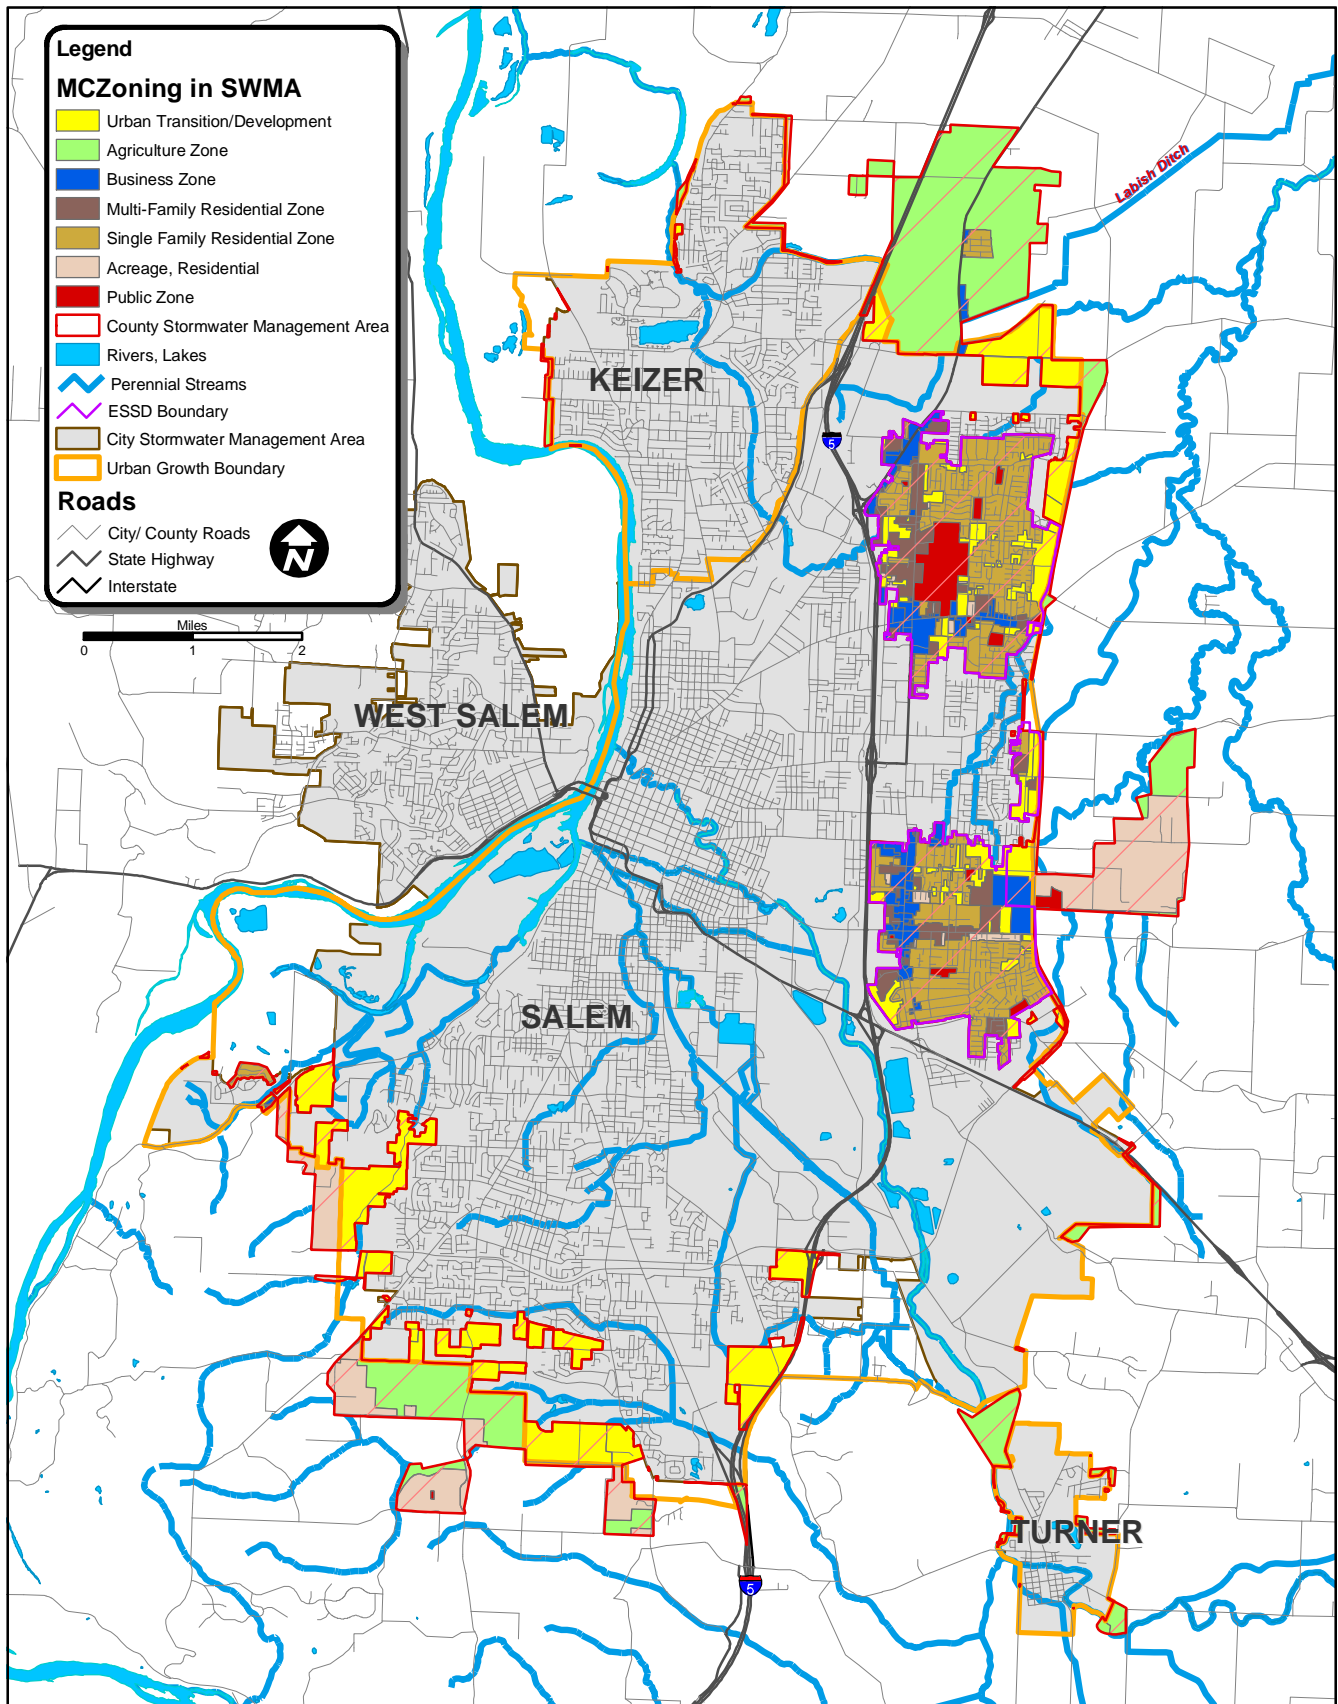 Legend
MCZoning in SWMA
Urban Transition/Development
Agriculture Zone
Business Zone
Multi-Family Residential Zone
Single Family Residential Zone
Acreage, Residential
Public Zone
County Stormwater Management Area
Rivers, Lakes
Perennial Streams
ESSD Boundary
City Stormwater Management Area
Urban Growth Boundary
Roads
City/ County Roads
State Highway
Interstate
N
Miles
0 1 2
Labish Ditch
KEIZER
5
WEST SALEM
SALEM
TURNER
5